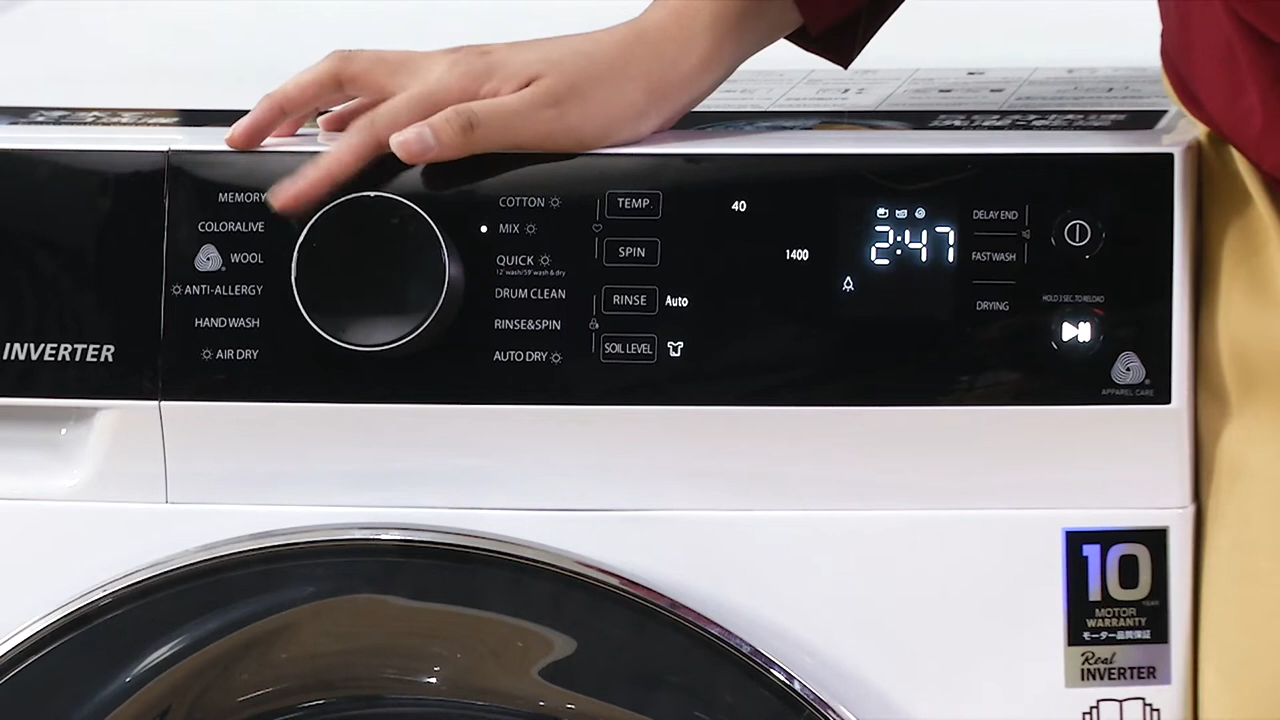 INVERTER
MEMORY
COLORALIVE
WOOL
ANTI-ALLERGY
HAND WASH
AIR DRY
COTTON
MIX
QUICK
12' wash/59' wash & dry
DRUM CLEAN
RINSE&SPIN
AUTO DRY
TEMP.
SPIN
RINSE
SOIL LEVEL
40
1400
Auto
2:47
DELAY END
FAST WASH
DRYING
HOLD 3 SEC. TO RELOAD
APPAREL CARE
10
YEAR
MOTOR
WARRANTY
モーター品質保証
Real
INVERTER